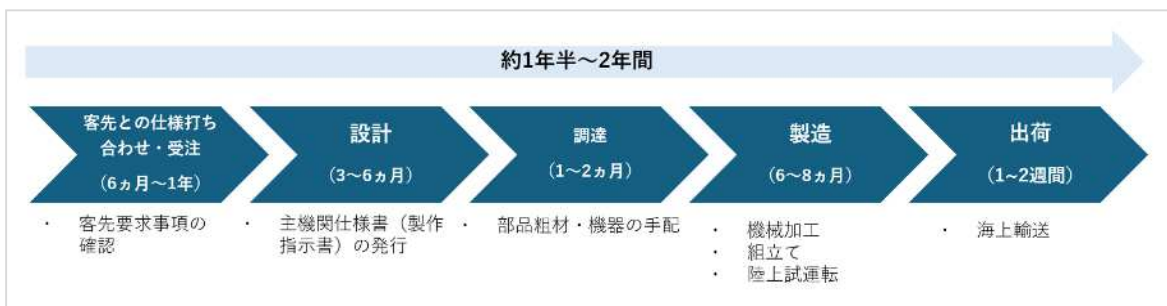 約1年半～2年間
客先との仕様打ち
合わせ・受注
（6ヵ月～1年）
設計
（3～6ヵ月）
調達
（1～2ヵ月）
製造
（6～8ヵ月）
出荷
（1~2週間）
・ 客先要求事項の
確認
・ 主機関仕様書（製作
指示書）の発行
・ 部品粗材・機器の手配
・ 機械加工
・ 組立て
・ 陸上試運転
・ 海上輸送